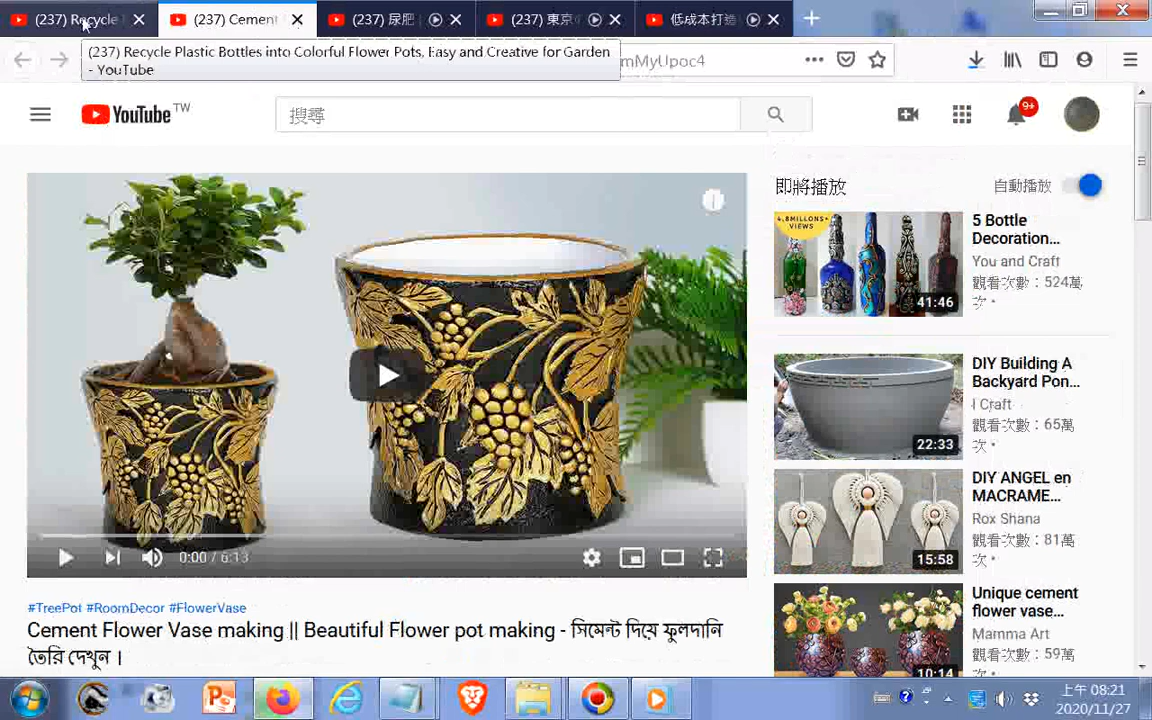 (237) Recycle
(237) Cement
(237) 尿肥
(237) 東京
低成本打造
(237) Recycle Plastic Bottles into Colorful Flower Pots, Easy and Creative for Garden
- YouTube
mMyUpoc4
YouTube TW
搜尋
9+
即將播放
自動播放
4.8MILLONS+
VIEWS
41:46
5 Bottle
Decoration...
You and Craft
觀看次數：524萬
次・
22:33
DIY Building A
Backyard Pon...
I Craft
觀看次數：65萬
次・
15:58
DIY ANGEL en
MACRAME...
Rox Shana
觀看次數：81萬
次・
10:14
Unique cement
flower vase...
Mamma Art
觀看次數：59萬
次・
0:00 / 6:13
#TreePot #RoomDecor #FlowerVase
Cement Flower Vase making || Beautiful Flower pot making - সিমেন্ট দিয়ে ফুলদানি
তৈরি দেখুন ।
上午 08:21
2020/11/27